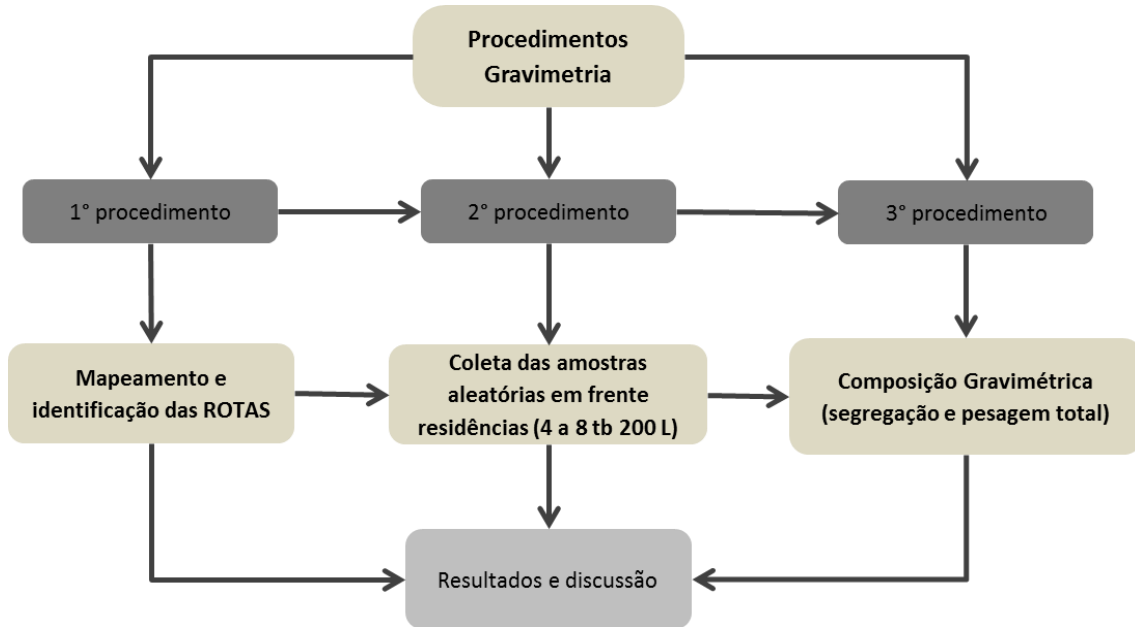 Procedimentos
Gravimetria
1° procedimento
2° procedimento
3° procedimento
Mapeamento e
identificação das ROTAS
Coleta das amostras
aleatórias em frente
residências (4 a 8 tb 200 L)
Composição Gravimétrica
(segregação e pesagem total)
Resultados e discussão